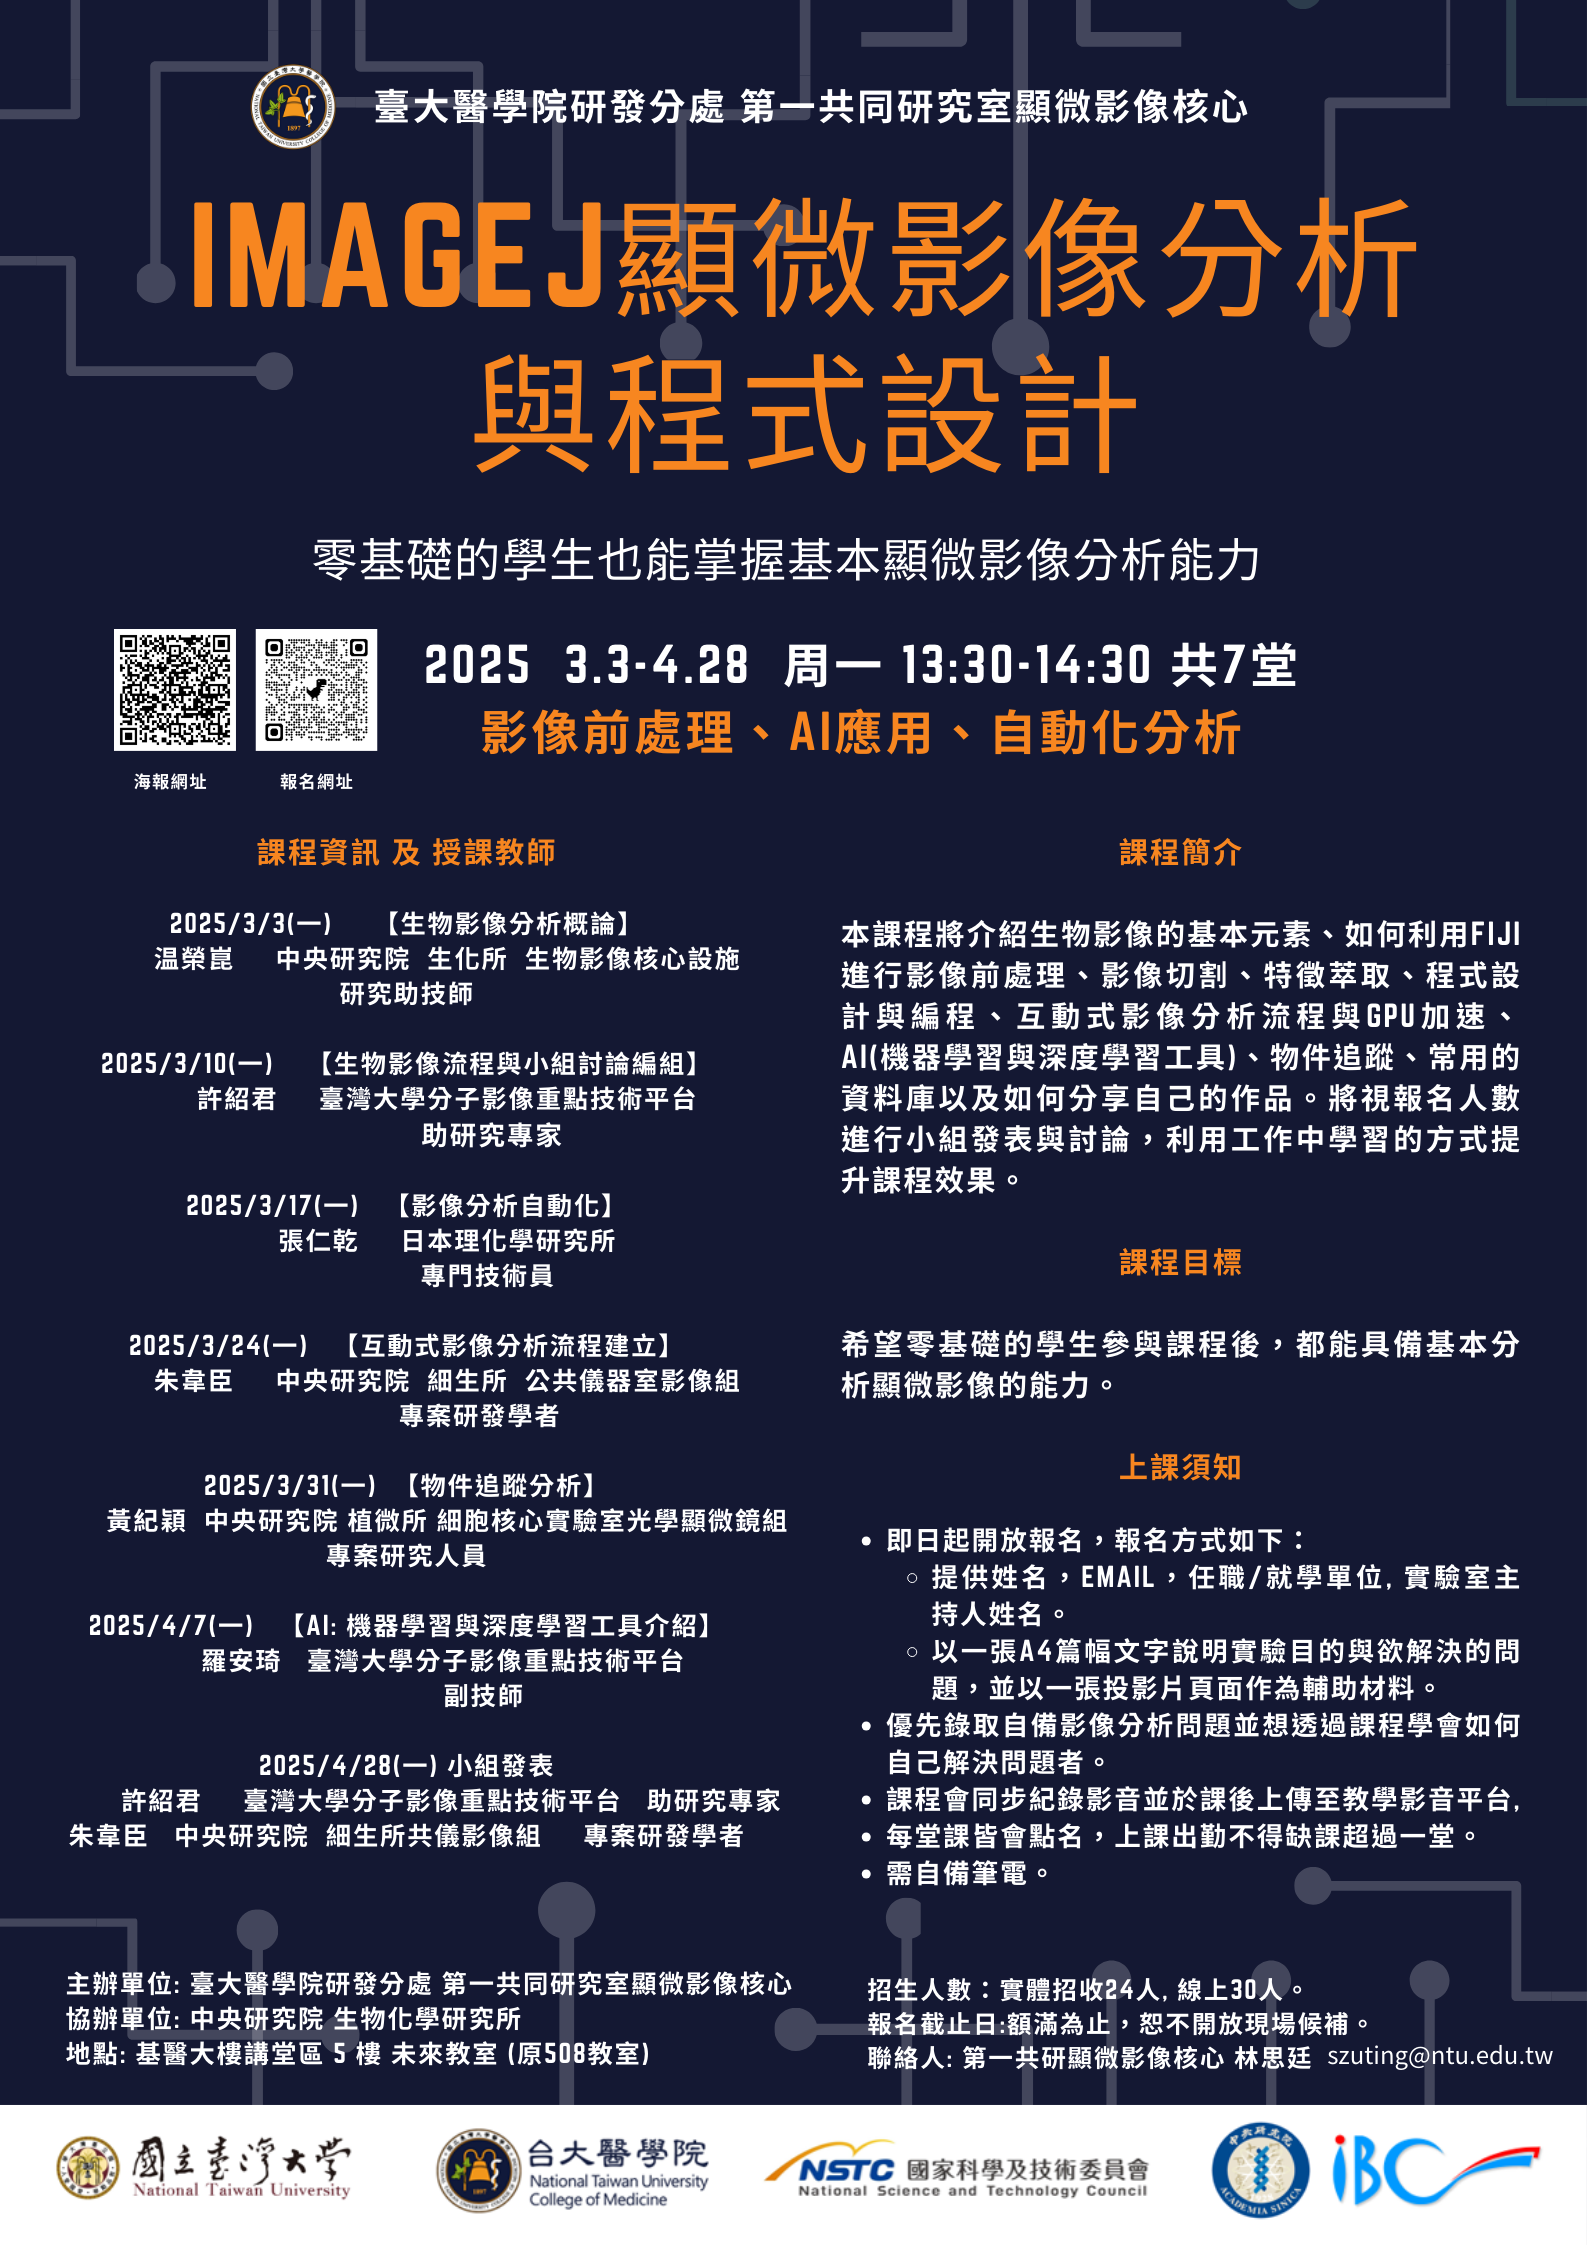 臺大醫學院研發分處 第一共同研究室顯微影像核心
IMAGEJ顯微影像分析
與程式設計
零基礎的學生也能掌握基本顯微影像分析能力
2025 3.3-4.28 周一 13:30-14:30 共7堂
影像前處理、AI應用、自動化分析
海報網址 報名網址
課程資訊 及 授課教師
2025/3/3(一) 【生物影像分析概論】
温榮崑 中央研究院 生化所 生物影像核心設施
研究助技師
2025/3/10(一) 【生物影像流程與小組討論編組】
許紹君 臺灣大學分子影像重點技術平台
助研究專家
2025/3/17(一) 【影像分析自動化】
張仁乾 日本理化學研究所
專門技術員
2025/3/24(一) 【互動式影像分析流程建立】
朱韋臣 中央研究院 細生所 公共儀器室影像組
專案研發學者
2025/3/31(一) 【物件追蹤分析】
黃紀穎 中央研究院 植微所 細胞核心實驗室光學顯微鏡組
專案研究人員
2025/4/7(一) 【AI: 機器學習與深度學習工具介紹】
羅安琦 臺灣大學分子影像重點技術平台
副技師
2025/4/28(一) 小組發表
許紹君 臺灣大學分子影像重點技術平台 助研究專家
朱韋臣 中央研究院 細生所共儀影像組 專案研發學者
課程簡介
本課程將介紹生物影像的基本元素、如何利用FIJI
進行影像前處理、影像切割、特徵萃取、程式設
計與編程、互動式影像分析流程與GPU加速、
AI(機器學習與深度學習工具)、物件追蹤、常用的
資料庫以及如何分享自己的作品。將視報名人數
進行小組發表與討論，利用工作中學習的方式提
升課程效果。
課程目標
希望零基礎的學生參與課程後，都能具備基本分
析顯微影像的能力。
上課須知
• 即日起開放報名，報名方式如下：
○ 提供姓名，EMAIL，任職/就學單位, 實驗室主
持人姓名。
○ 以一張A4篇幅文字說明實驗目的與欲解決的問
題，並以一張投影片頁面作為輔助材料。
• 優先錄取自備影像分析問題並想透過課程學會如何
自己解決問題者。
• 課程會同步紀錄影音並於課後上傳至教學影音平台,
• 每堂課皆會點名，上課出勤不得缺課超過一堂。
• 需自備筆電。
主辦單位: 臺大醫學院研發分處 第一共同研究室顯微影像核心
協辦單位: 中央研究院 生物化學研究所
地點: 基醫大樓講堂區 5 樓 未來教室 (原508教室)
招生人數：實體招收24人, 線上30人。
報名截止日:額滿為止，恕不開放現場候補。
聯絡人: 第一共研顯微影像核心 林思廷 szuting@ntu.edu.tw
國立臺灣大學
National Taiwan University
台大醫學院
National Taiwan University
College of Medicine
NSTC 國家科學及技術委員會
National Science and Technology Council
中央研究院
ACADEMIA SINICA
iBC